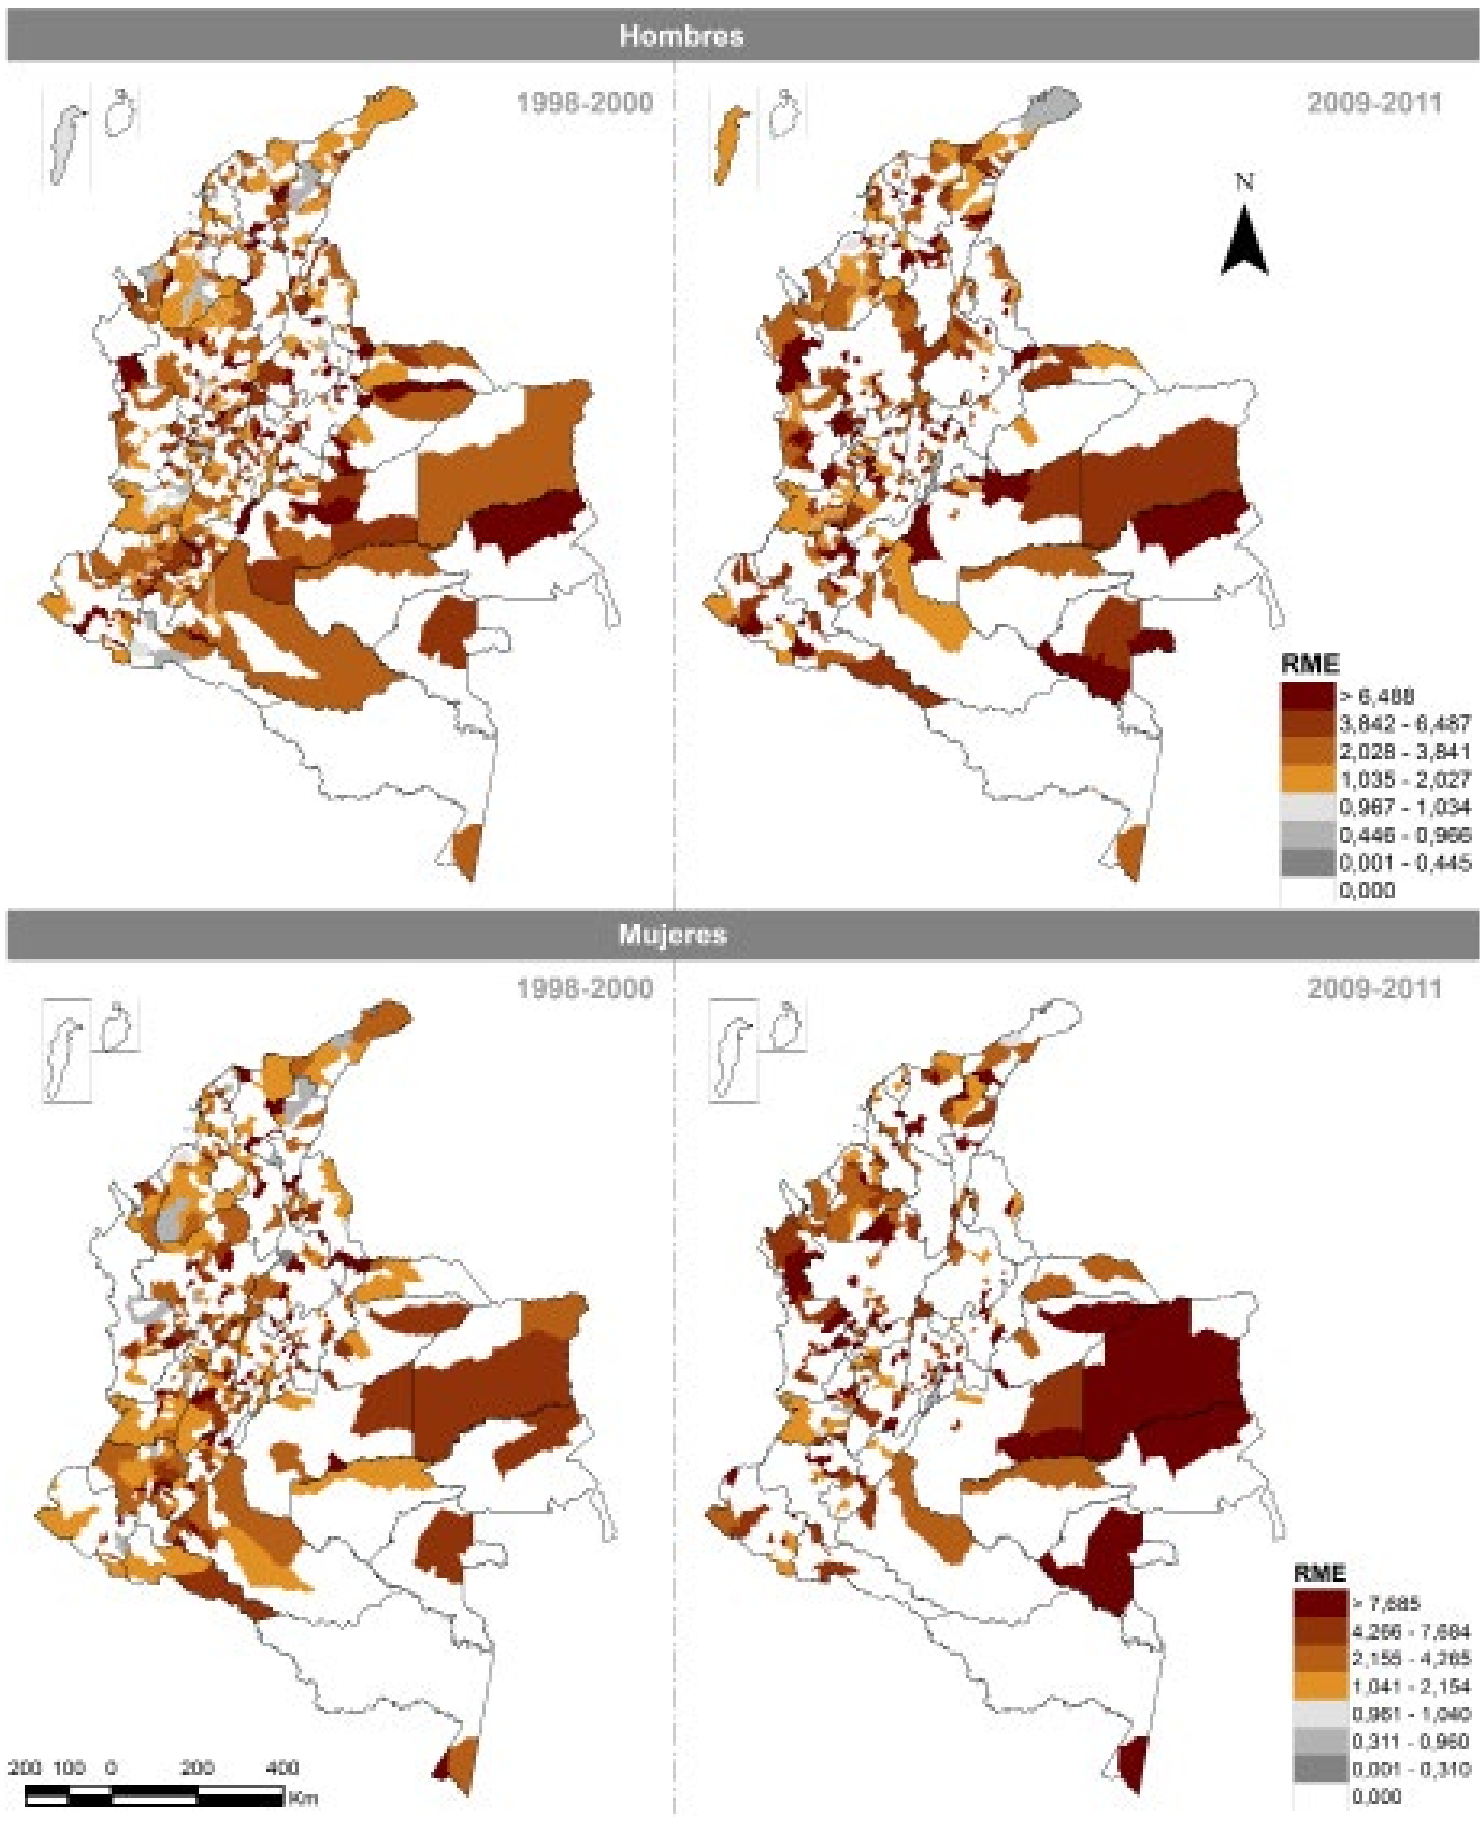 Hombres
1998-2000
2009-2011
N
RME
> 6,488
3,842 - 6,487
2,028 - 3,841
1,035 - 2,027
0,967 - 1,034
0,446 - 0,966
0,001 - 0,445
0,000
Mujeres
1998-2000
2009-2011
RME
> 7,685
4,266 - 7,684
2,155 - 4,265
1,041 - 2,154
0,961 - 1,040
0,311 - 0,960
0,001 - 0,310
0,000
200 100 0 200 400
Km